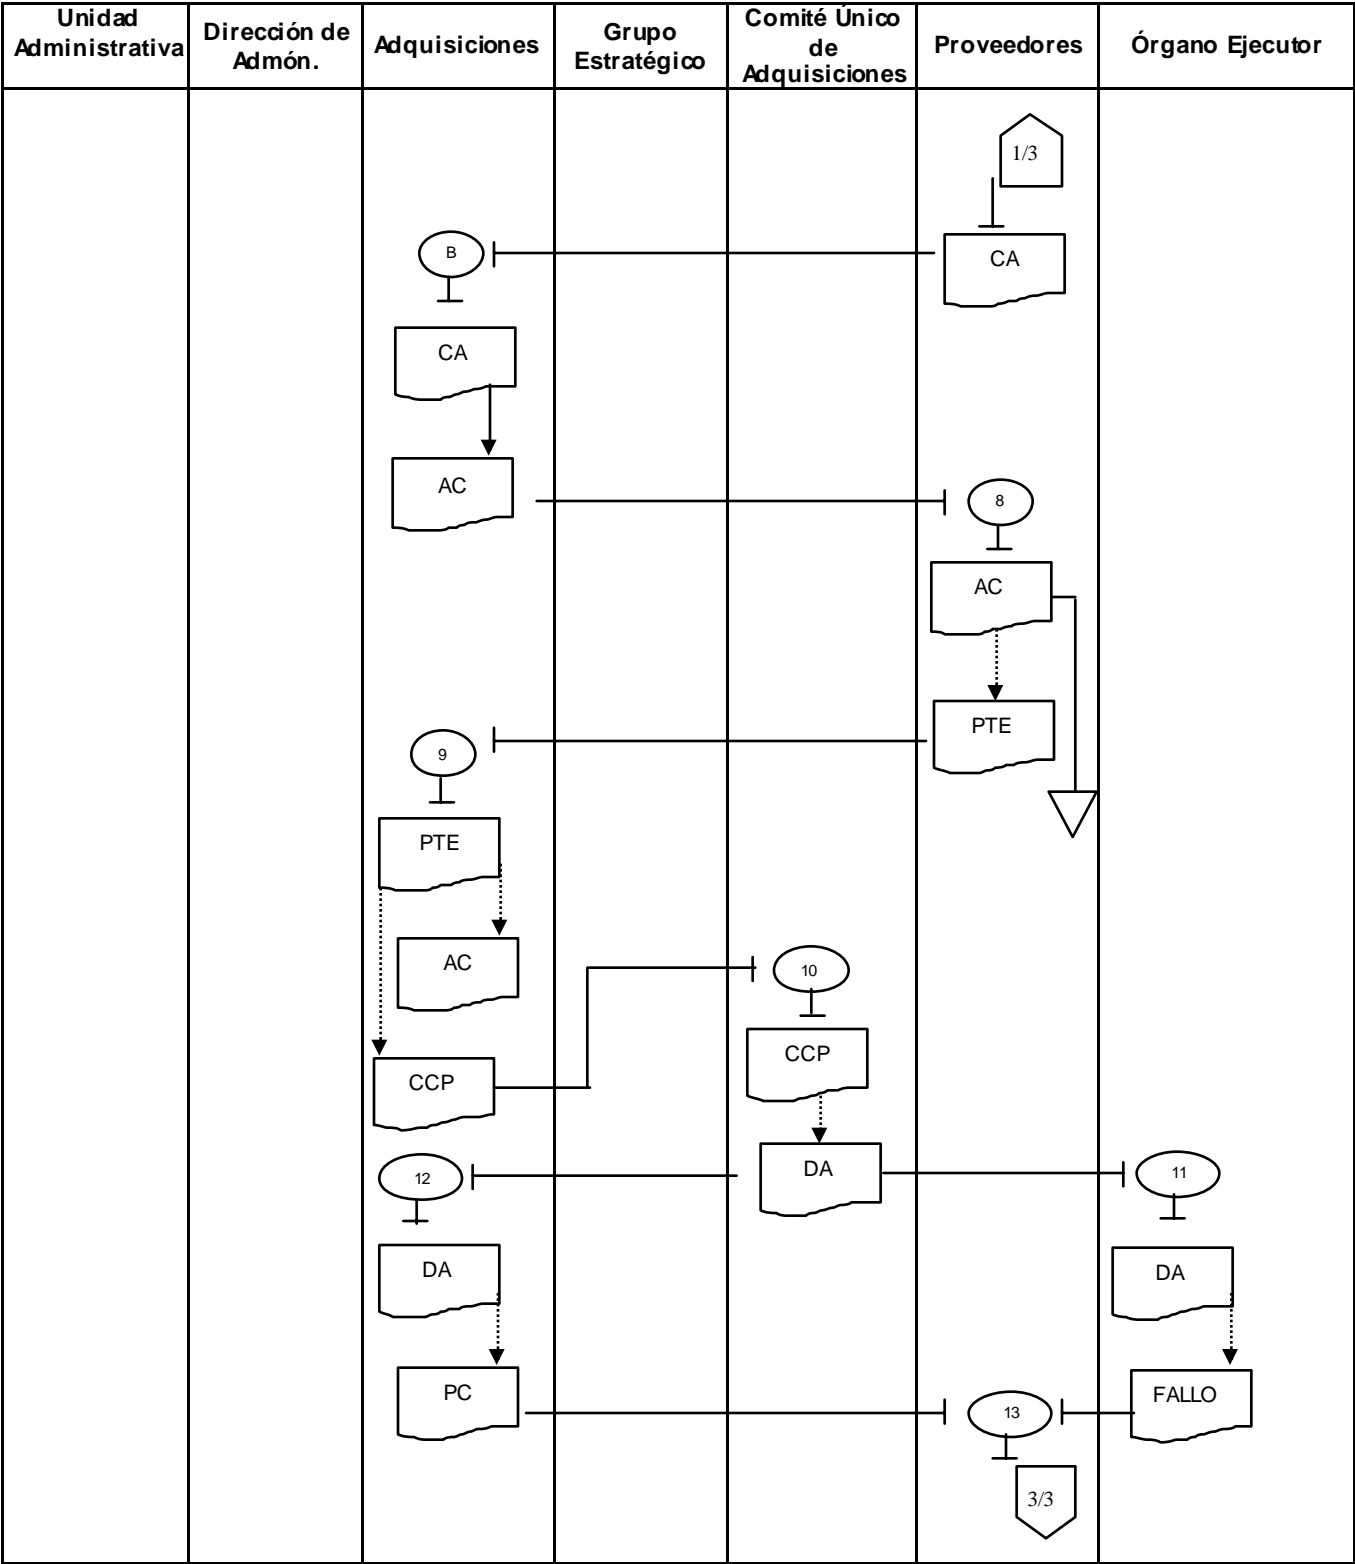 Unidad
Administrativa
Dirección de
Admón.
Adquisiciones
Grupo
Estratégico
Comité Único
de
Adquisiciones
Proveedores
Órgano Ejecutor
1/3
CA
B
CA
AC
8
AC
PTE
9
PTE
AC
10
CCP
CCP
DA
11
12
DA
DA
PC
FALLO
13
3/3